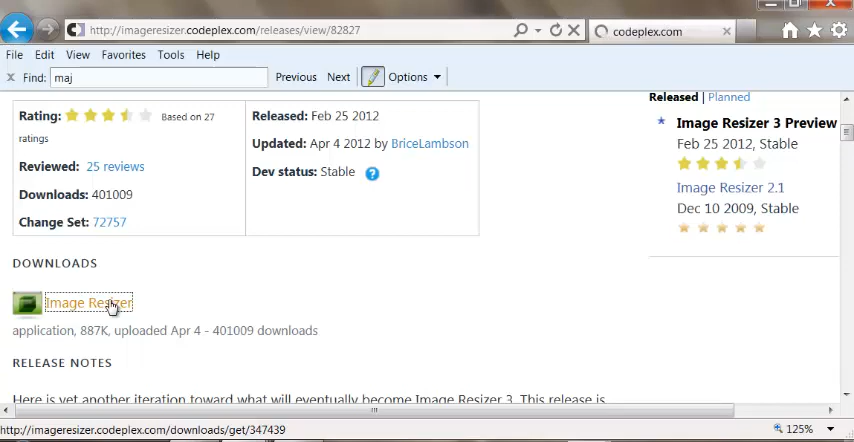 http://imageresizer.codeplex.com/releases/view/82827
codeplex.com
File Edit View Favorites Tools Help
x Find: maj Previous Next Options
Rating: Based on 27 ratings
Reviewed: 25 reviews
Downloads: 401009
Change Set: 72757
Released: Feb 25 2012
Updated: Apr 4 2012 by BriceLambson
Dev status: Stable ?
Released | Planned
* Image Resizer 3 Preview
Feb 25 2012, Stable
Image Resizer 2.1
Dec 10 2009, Stable
DOWNLOADS
Image Resizer
application, 887K, uploaded Apr 4 - 401009 downloads
RELEASE NOTES
Here is yet another iteration toward what will eventually become Image Resizer 3. This release is
http://imageresizer.codeplex.com/downloads/get/347439
125%